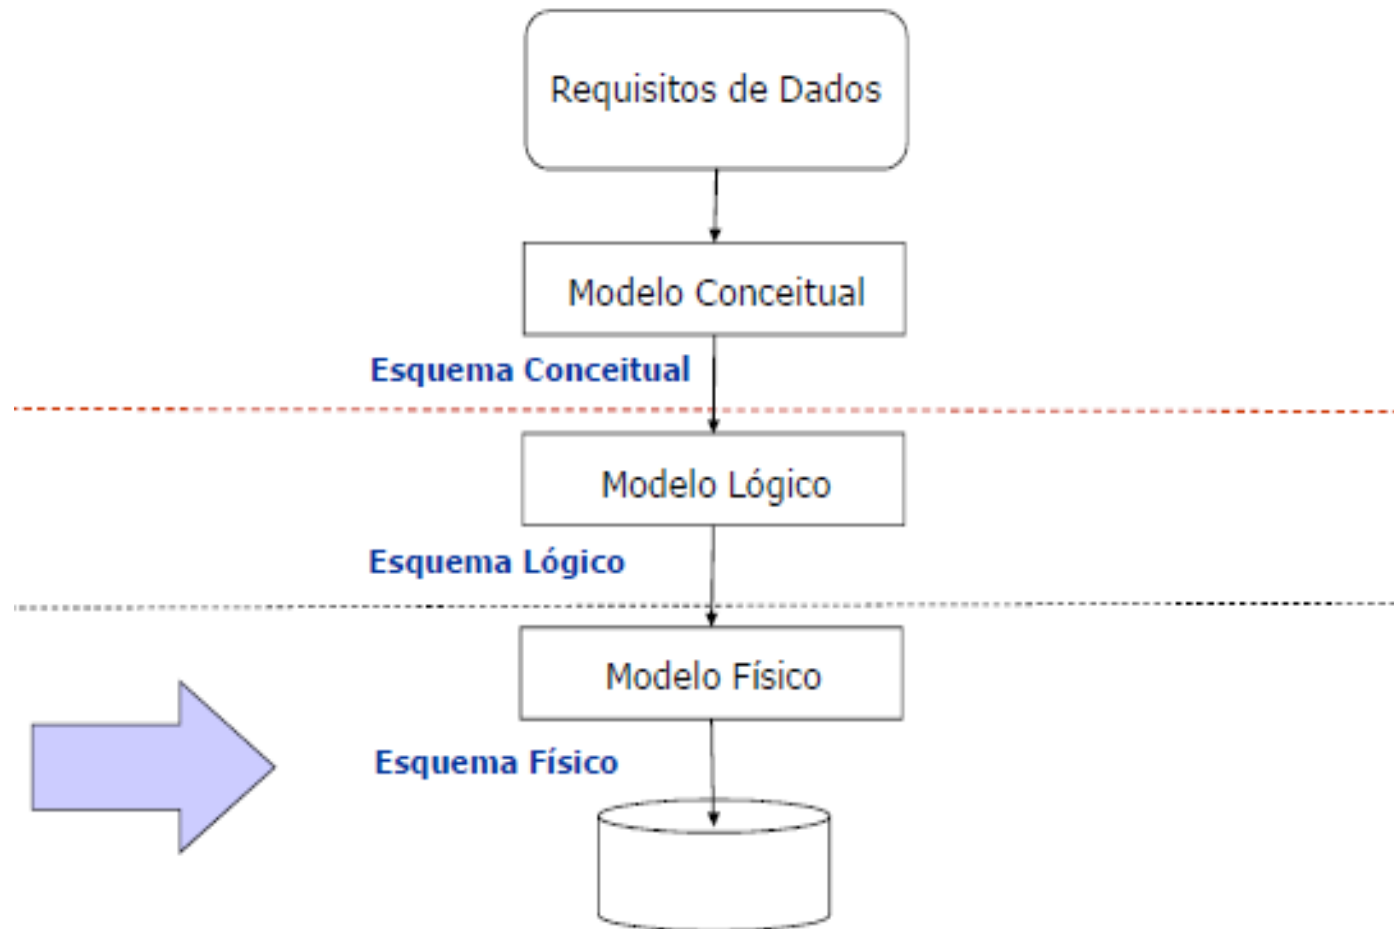 Requisitos de Dados
Modelo Conceitual
Esquema Conceitual
Modelo Lógico
Esquema Lógico
Modelo Físico
Esquema Físico